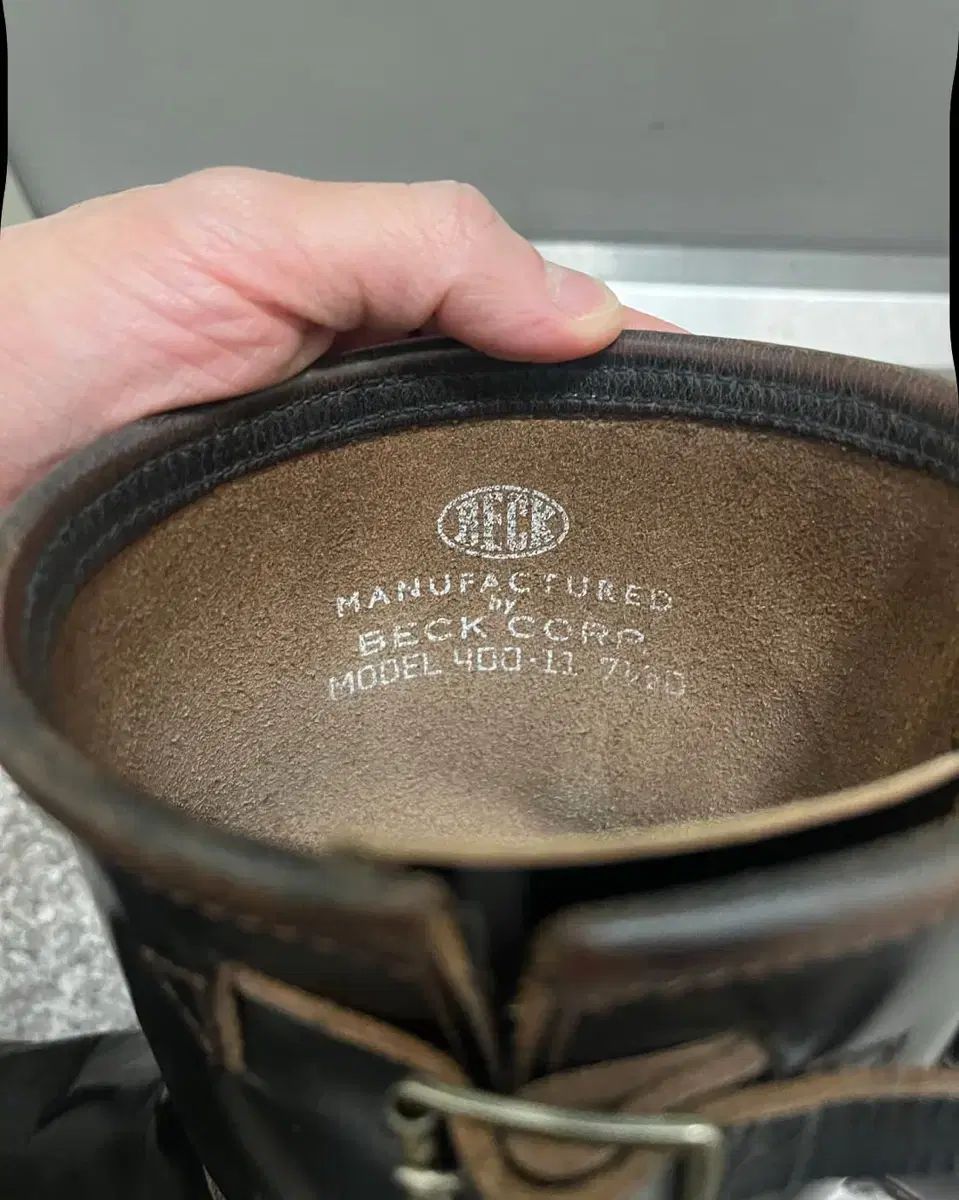 BECK
MANUFACTURED
by
BECK CORP.
MODEL 400-11